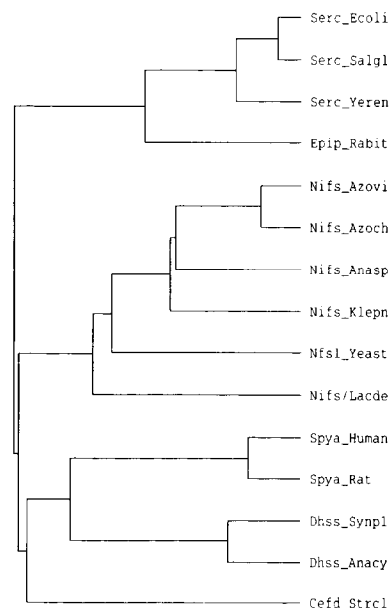 Serc_Ecoli
Serc_Salgl
Serc_Yeren
Epip_Rabit
Nifs_Azovi
Nifs_Azoch
Nifs_Anasp
Nifs_Klepn
Nfsl_Yeast
Nifs/Lacde
Spya_Human
Spya_Rat
Dhss_Synpl
Dhss_Anacy
Cefd_Strcl